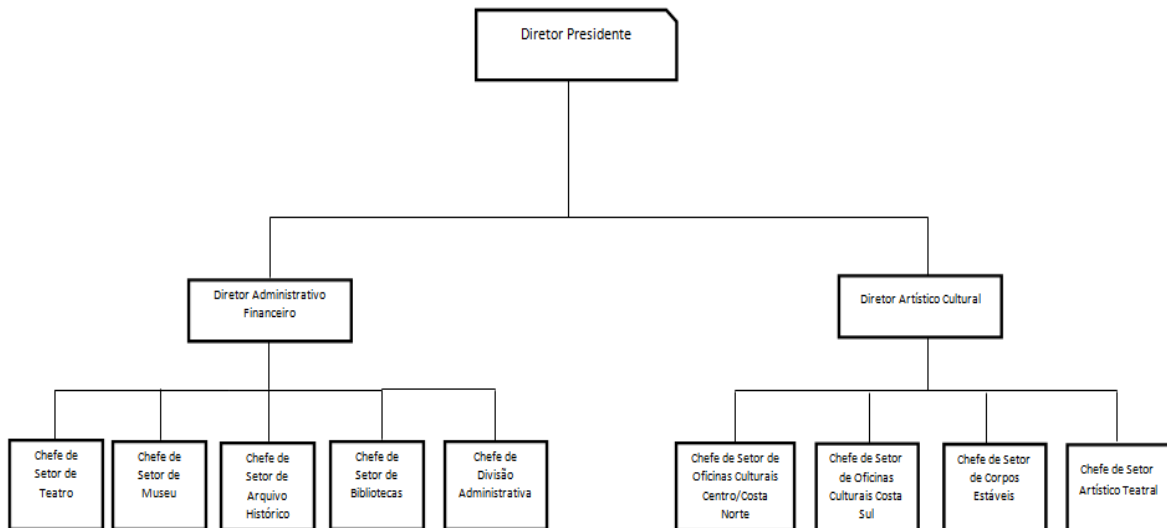 Diretor Presidente
Diretor Administrativo
Financeiro
Diretor Artístico Cultural
Chefe de
Setor de
Teatro
Chefe de
Setor de
Museu
Chefe de
Setor de
Arquivo
Histórico
Chefe de
Setor de
Bibliotecas
Chefe de
Divisão
Administrativa
Chefe de Setor de
Oficinas Culturais
Centro/Costa
Norte
Chefe de Setor
de Oficinas
Culturais Costa
Sul
Chefe de Setor
de Corpos
Estáveis
Chefe de Setor
Artístico Teatral